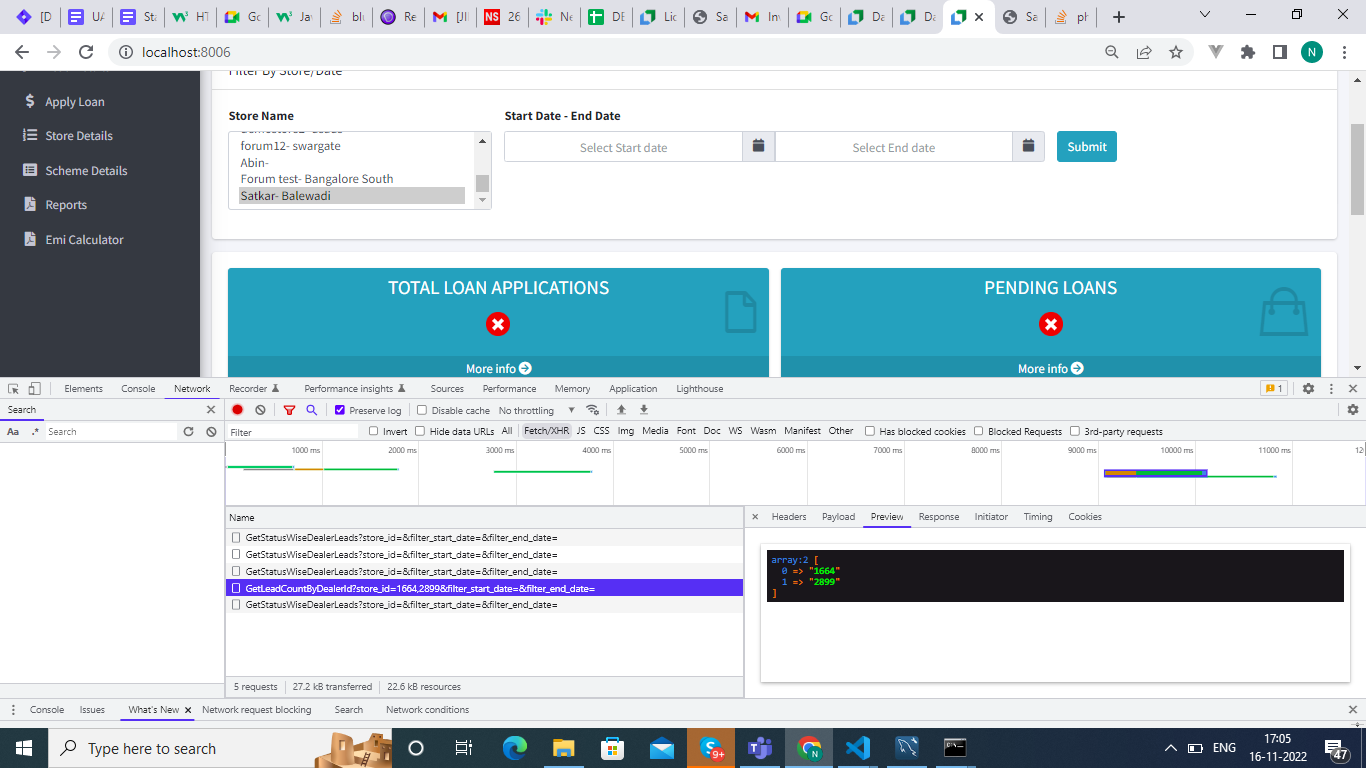 [D
UA
Sta
HT
Go
Jav
blu
Re
[JI
NS 26
Ne
DE
Lic
Sa
Inv
Go
Da
Da
Sa
ph
localhost:8006
N
Filter By Store/Date
Apply Loan
Store Details
Scheme Details
Reports
Emi Calculator
Store Name
Start Date - End Date
forum12- swargate
Abin-
Forum test- Bangalore South
Satkar- Balewadi
Select Start date
Select End date
Submit
TOTAL LOAN APPLICATIONS
More info
PENDING LOANS
More info
Elements Console Network Recorder Performance insights Sources Performance Memory Application Lighthouse 1
Search
Preserve log Disable cache No throttling
Aa .* Search
Filter Invert Hide data URLs All Fetch/XHR JS CSS Img Media Font Doc WS Wasm Manifest Other Has blocked cookies Blocked Requests 3rd-party requests
1000 ms 2000 ms 3000 ms 4000 ms 5000 ms 6000 ms 7000 ms 8000 ms 9000 ms 10000 ms 11000 ms 12
Name
Headers Payload Preview Response Initiator Timing Cookies
GetStatusWiseDealerLeads?store_id=&filter_start_date=&filter_end_date=
GetStatusWiseDealerLeads?store_id=&filter_start_date=&filter_end_date=
GetStatusWiseDealerLeads?store_id=&filter_start_date=&filter_end_date=
GetLeadCountByDealerId?store_id=1664,2899&filter_start_date=&filter_end_date=
GetStatusWiseDealerLeads?store_id=&filter_start_date=&filter_end_date=
array:2 [
0 => "1664"
1 => "2899"
]
5 requests 27.2 kB transferred 22.6 kB resources
Console Issues What's New Network request blocking Search Network conditions
Type here to search
9+
ENG
17:05
16-11-2022
47